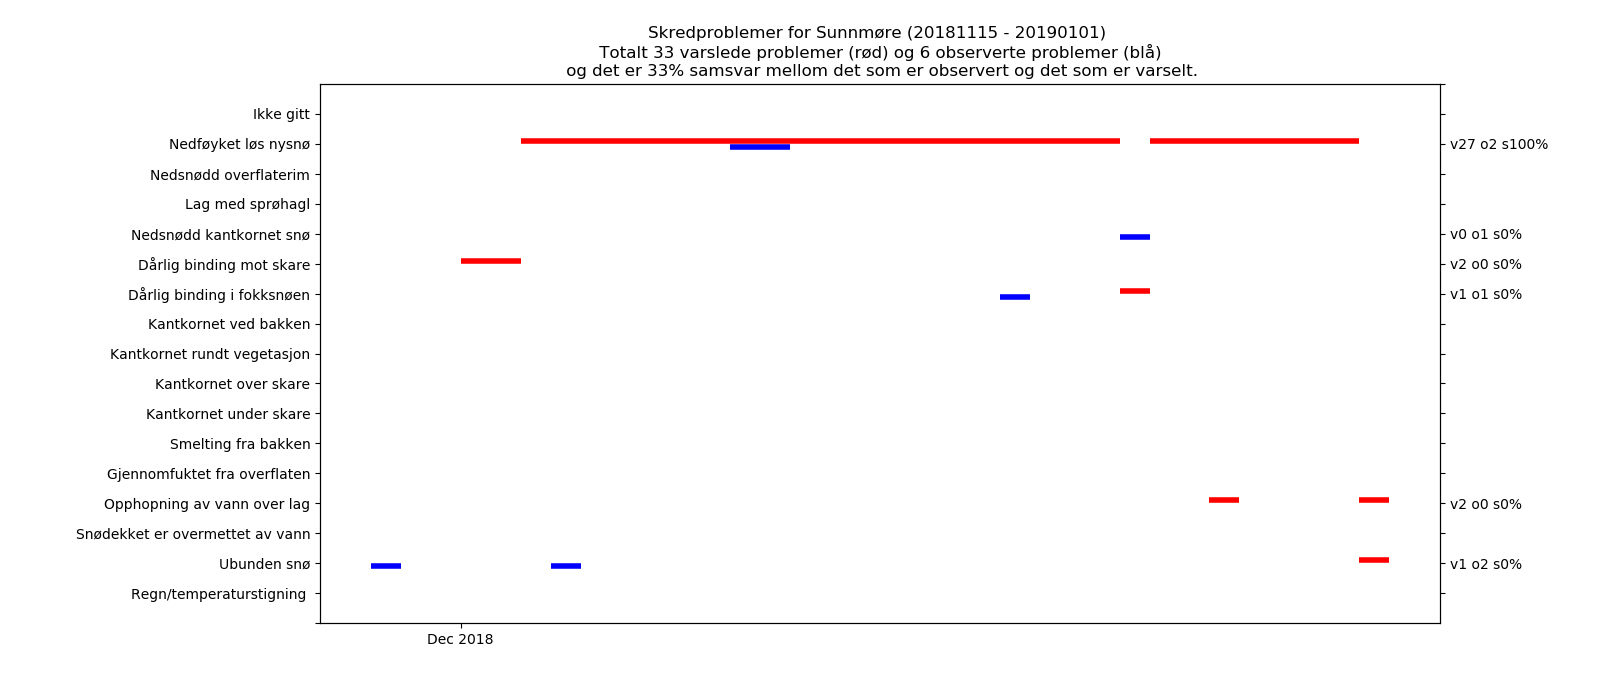 Skredproblemer for Sunnmøre (20181115 - 20190101)
Totalt 33 varslede problemer (rød) og 6 observerte problemer (blå)
og det er 33% samsvar mellom det som er observert og det som er varselt.
Ikke gitt
Nedføyket løs nysnø v27 o2 s100%
Nedsnødd overflaterim
Lag med sprøhagl
Nedsnødd kantkornet snø v0 o1 s0%
Dårlig binding mot skare v2 o0 s0%
Dårlig binding i fokksnøen v1 o1 s0%
Kantkornet ved bakken
Kantkornet rundt vegetasjon
Kantkornet over skare
Kantkornet under skare
Smelting fra bakken
Gjennomfuktet fra overflaten
Opphopning av vann over lag v2 o0 s0%
Snødekket er overmettet av vann
Ubunden snø v1 o2 s0%
Regn/temperaturstigning
Dec 2018